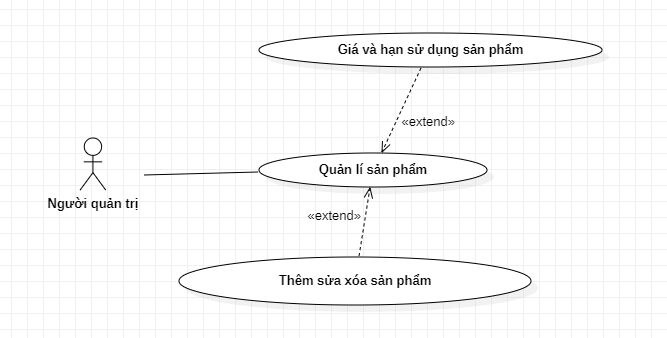 Giá và hạn sử dụng sản phẩm
«extend»
Quản lí sản phẩm
Người quản trị
«extend»
Thêm sửa xóa sản phẩm